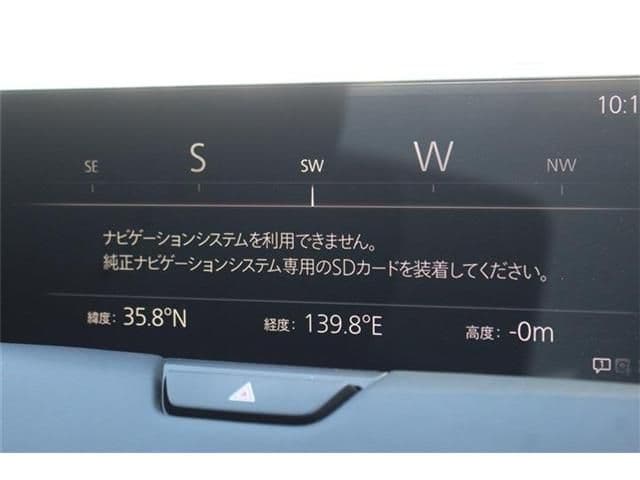 10:1
SE S SW W NW
ナビゲーションシステムを利用できません。
純正ナビゲーションシステム専用のSDカードを装着してください。
緯度: 35.8°N 経度: 139.8°E 高度: -0m
1